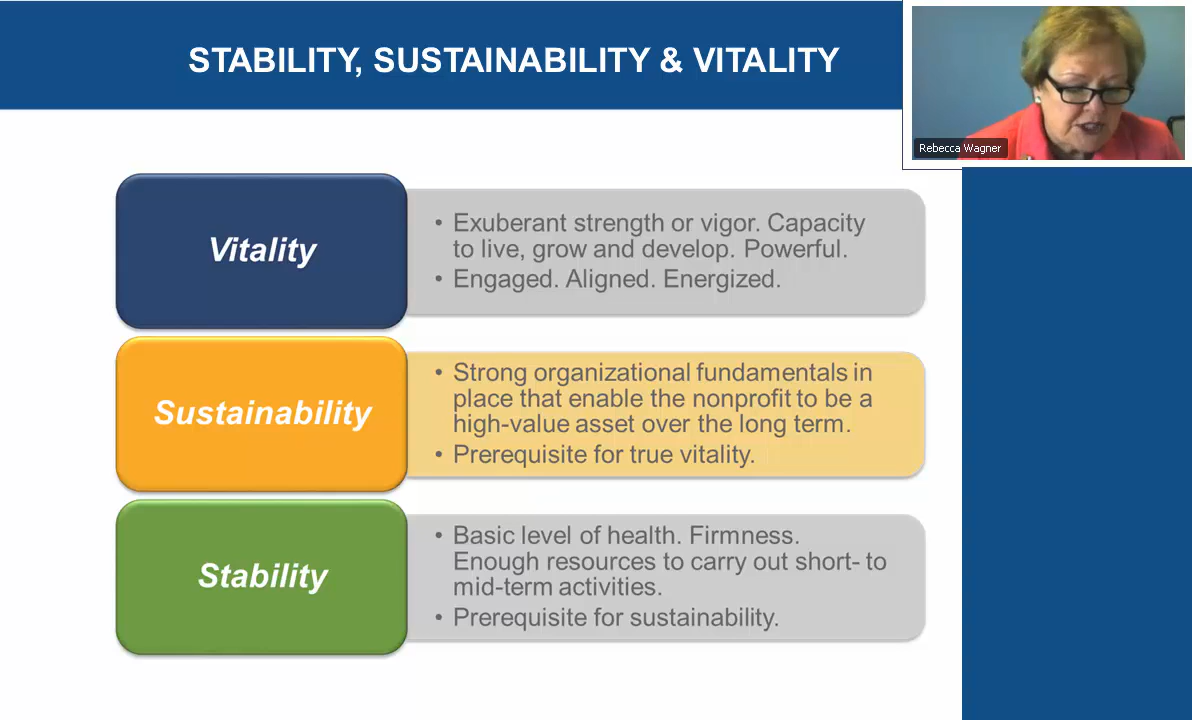 STABILITY, SUSTAINABILITY & VITALITY
Rebecca Wagner
Vitality
• Exuberant strength or vigor. Capacity
to live, grow and develop. Powerful.
• Engaged. Aligned. Energized.
Sustainability
• Strong organizational fundamentals in
place that enable the nonprofit to be a
high-value asset over the long term.
• Prerequisite for true vitality.
Stability
• Basic level of health. Firmness.
Enough resources to carry out short- to
mid-term activities.
• Prerequisite for sustainability.